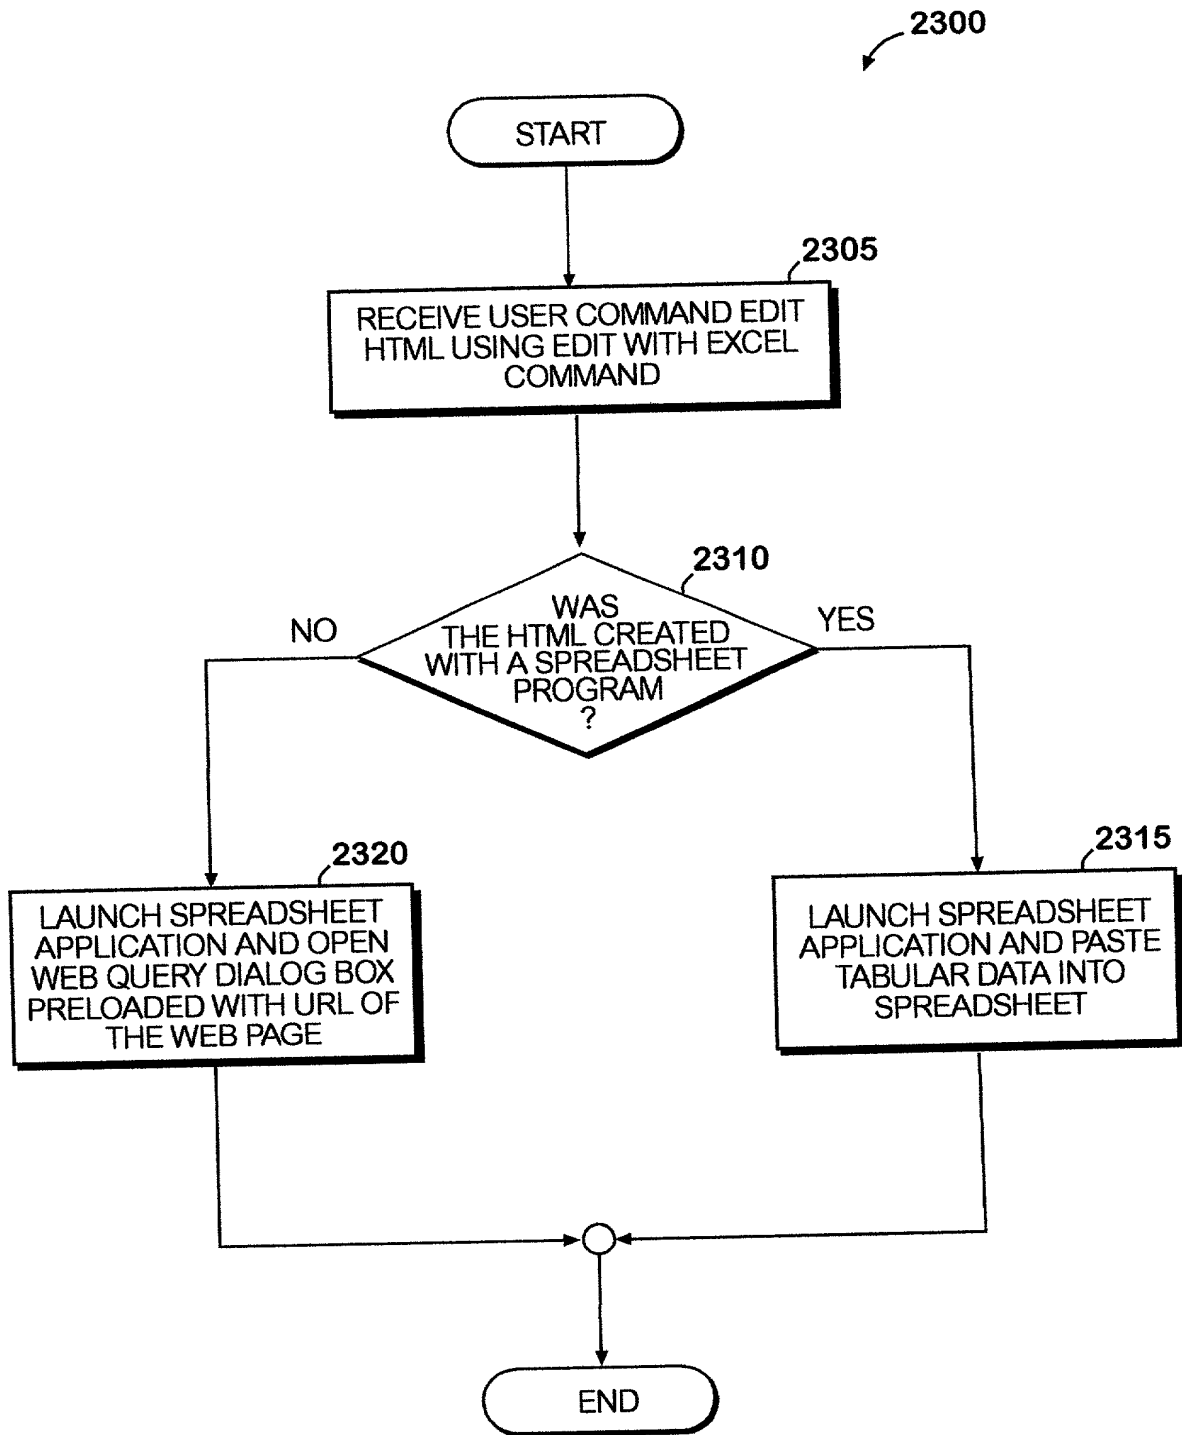 2300
START
2305
RECEIVE USER COMMAND EDIT
HTML USING EDIT WITH EXCEL
COMMAND
2310
NO
YES
WAS
THE HTML CREATED
WITH A SPREADSHEET
PROGRAM
?
2320
LAUNCH SPREADSHEET
APPLICATION AND OPEN
WEB QUERY DIALOG BOX
PRELOADED WITH URL OF
THE WEB PAGE
2315
LAUNCH SPREADSHEET
APPLICATION AND PASTE
TABULAR DATA INTO
SPREADSHEET
END